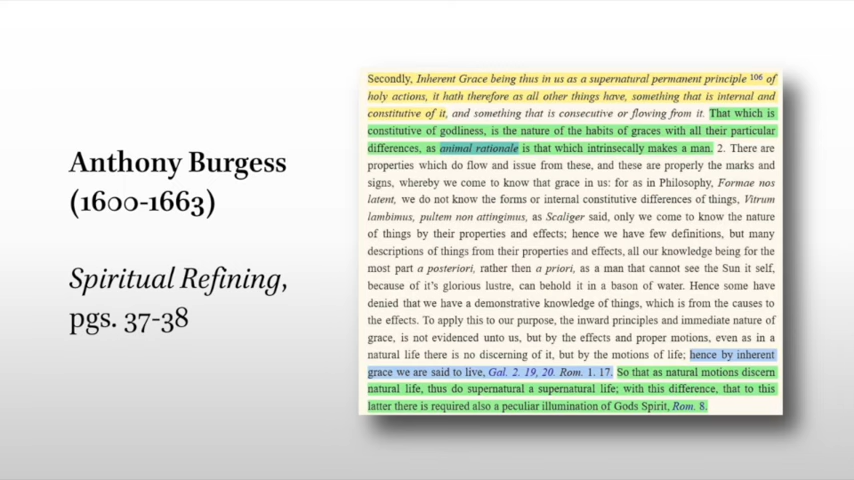 Anthony Burgess
(1600-1663)
Spiritual Refining,
pgs. 37-38
Secondly, Inherent Grace being thus in us as a supernatural permanent principle 106 of
holy actions, it hath therefore as all other things have, something that is internal and
constitutive of it, and something that is consecutive or flowing from it. That which is
constitutive of godliness, is the nature of the habits of graces with all their particular
differences, as animal rationale is that which intrinsecally makes a man. 2. There are
properties which do flow and issue from these, and these are properly the marks and
signs, whereby we come to know that grace in us: for as in Philosophy, Formae nos
latent, we do not know the forms or internal constitutive differences of things, Vitrum
lambimus, pultem non attingimus, as Scaliger said, only we come to know the nature
of things by their properties and effects; hence we have few definitions, but many
descriptions of things from their properties and effects, all our knowledge being for the
most part a posteriori, rather then a priori, as a man that cannot see the Sun it self,
because of it's glorious lustre, can behold it in a bason of water. Hence some have
denied that we have a demonstrative knowledge of things, which is from the causes to
the effects. To apply this to our purpose, the inward principles and immediate nature of
grace, is not evidenced unto us, but by the effects and proper motions, even as in a
natural life there is no discerning of it, but by the motions of life; hence by inherent
grace we are said to live, Gal. 2. 19, 20. Rom. 1. 17. So that as natural motions discern
natural life, thus do supernatural a supernatural life; with this difference, that to this
latter there is required also a peculiar illumination of Gods Spirit, Rom. 8.